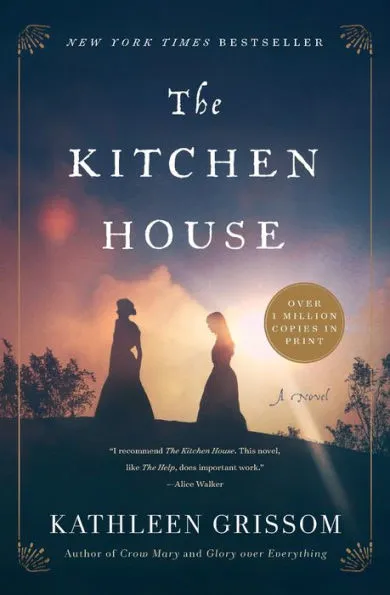 NEW YORK TIMES BESTSELLER
The
KITCHEN
HOUSE
OVER
1 MILLION
COPIES IN
PRINT
A Novel
"I recommend The Kitchen House. This novel,
like The Help, does important work."
—Alice Walker
KATHLEEN GRISSOM
Author of Crow Mary and Glory over Everything